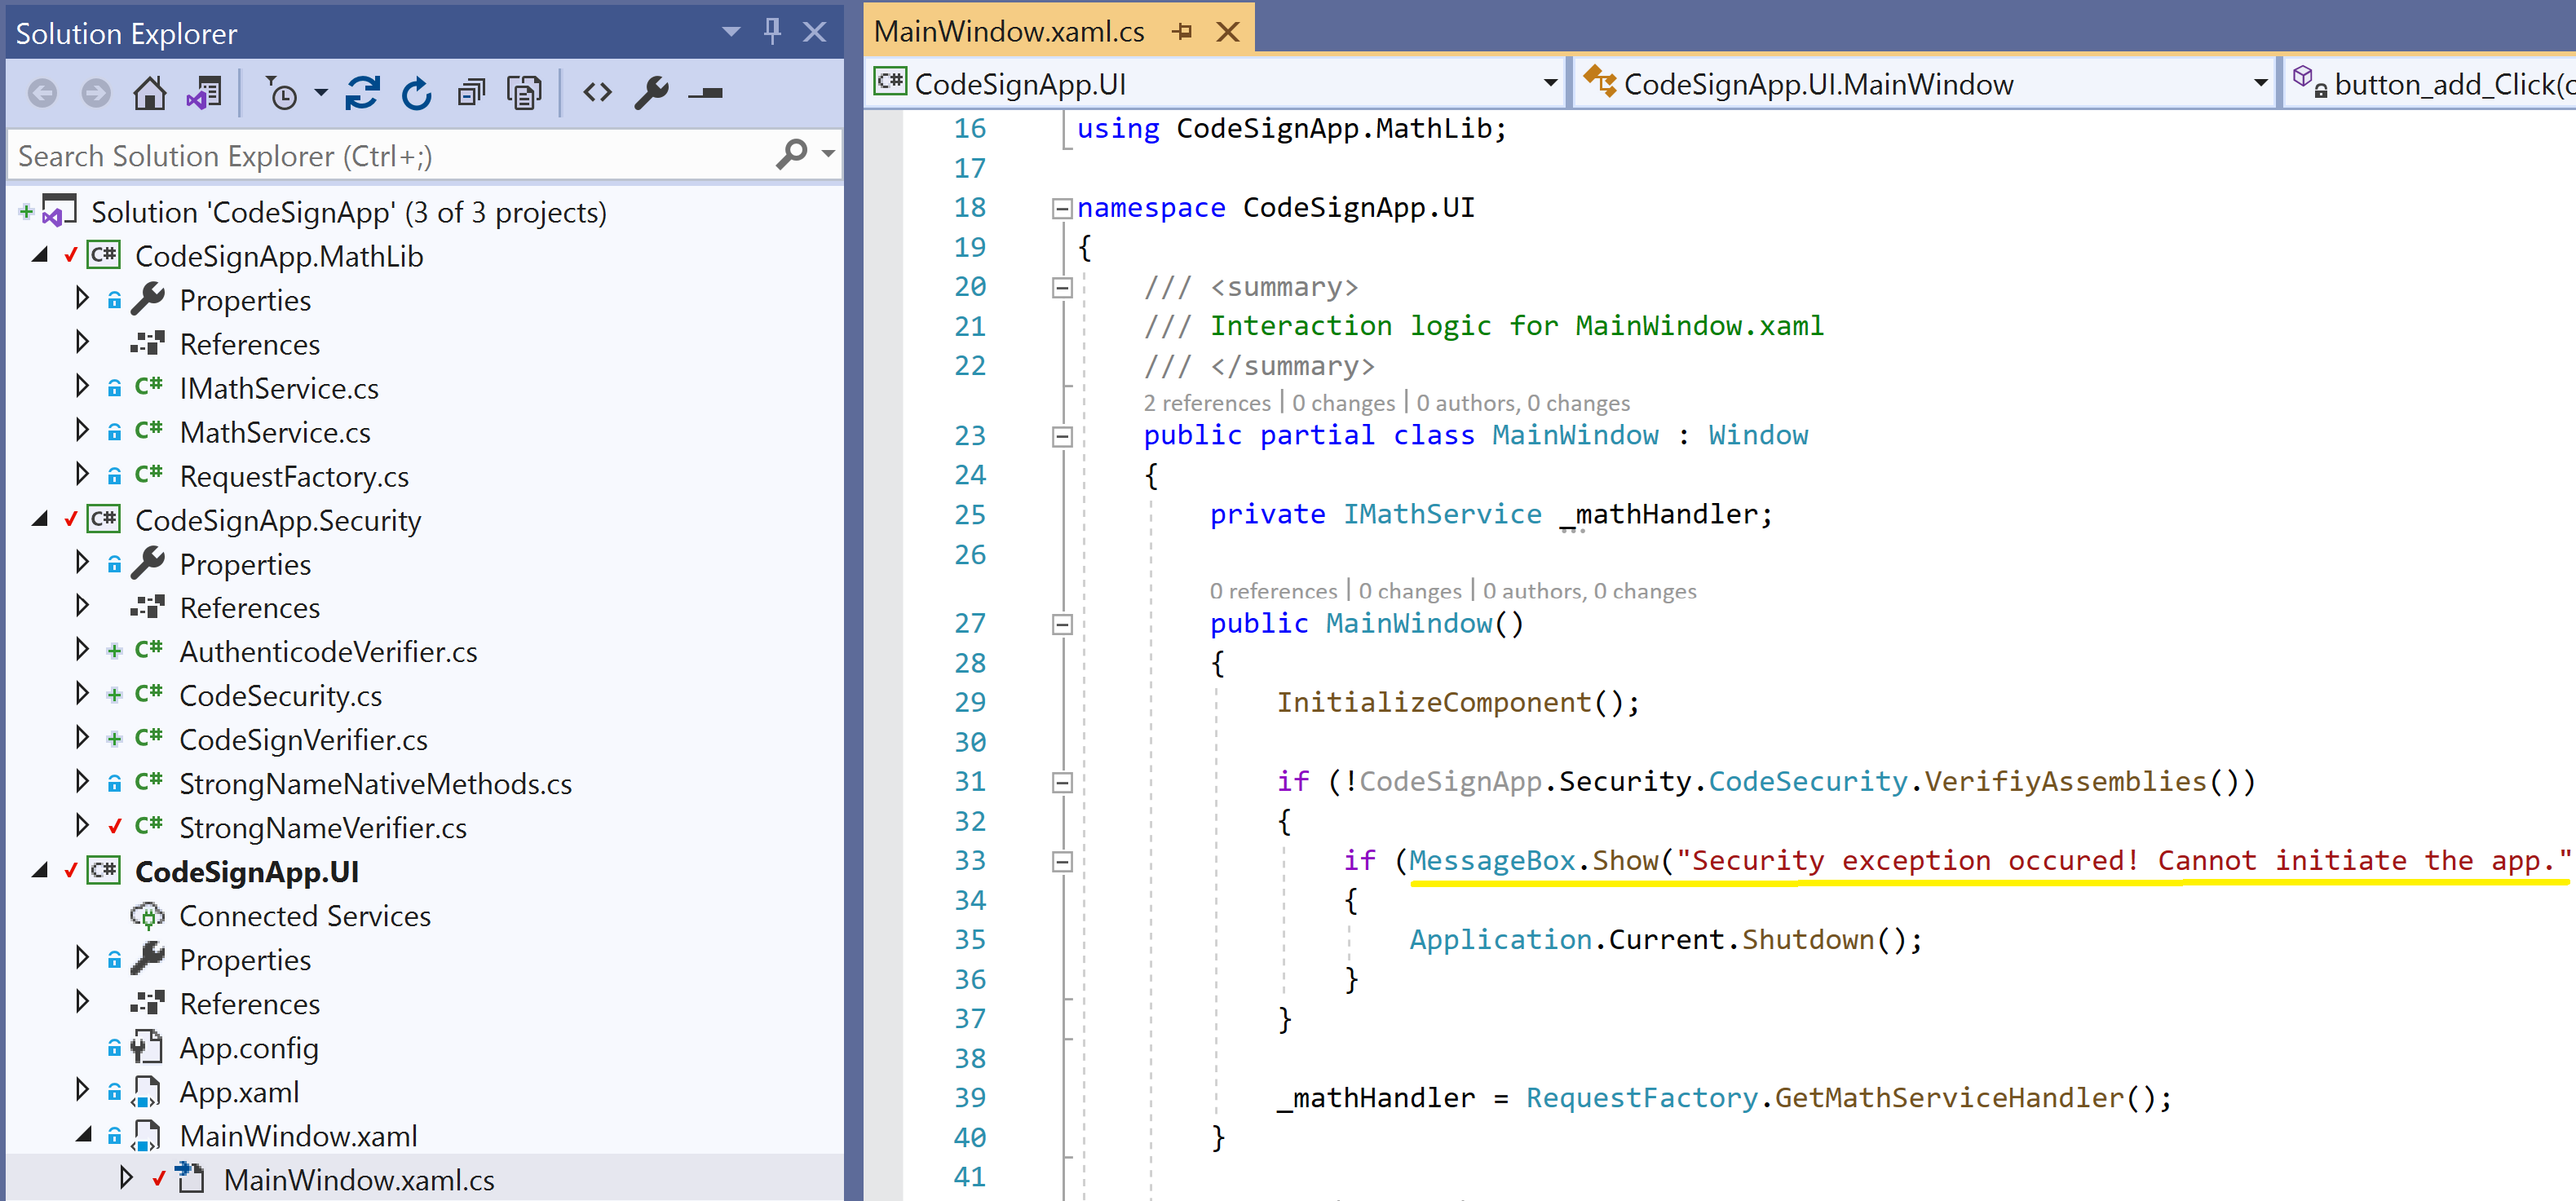 Solution Explorer
Search Solution Explorer (Ctrl+;)
Solution 'CodeSignApp' (3 of 3 projects)
C# CodeSignApp.MathLib
Properties
References
C# IMathService.cs
C# MathService.cs
C# RequestFactory.cs
C# CodeSignApp.Security
Properties
References
C# AuthenticodeVerifier.cs
C# CodeSecurity.cs
C# CodeSignVerifier.cs
C# StrongNameNativeMethods.cs
C# StrongNameVerifier.cs
C# CodeSignApp.UI
Connected Services
Properties
References
App.config
App.xaml
MainWindow.xaml
MainWindow.xaml.cs
MainWindow.xaml.cs
C# CodeSignApp.UI
CodeSignApp.UI.MainWindow
button_add_Click(
16 using CodeSignApp.MathLib;
17
18 namespace CodeSignApp.UI
19 {
20 /// <summary>
21 /// Interaction logic for MainWindow.xaml
22 /// </summary>
2 references | 0 changes | 0 authors, 0 changes
23 public partial class MainWindow : Window
24 {
25 private IMathService _mathHandler;
26
0 references | 0 changes | 0 authors, 0 changes
27 public MainWindow()
28 {
29 InitializeComponent();
30
31 if (!CodeSignApp.Security.CodeSecurity.VerifiyAssemblies())
32 {
33 if (MessageBox.Show("Security exception occured! Cannot initiate the app."
34 {
35 Application.Current.Shutdown();
36 }
37 }
38
39 _mathHandler = RequestFactory.GetMathServiceHandler();
40 }
41